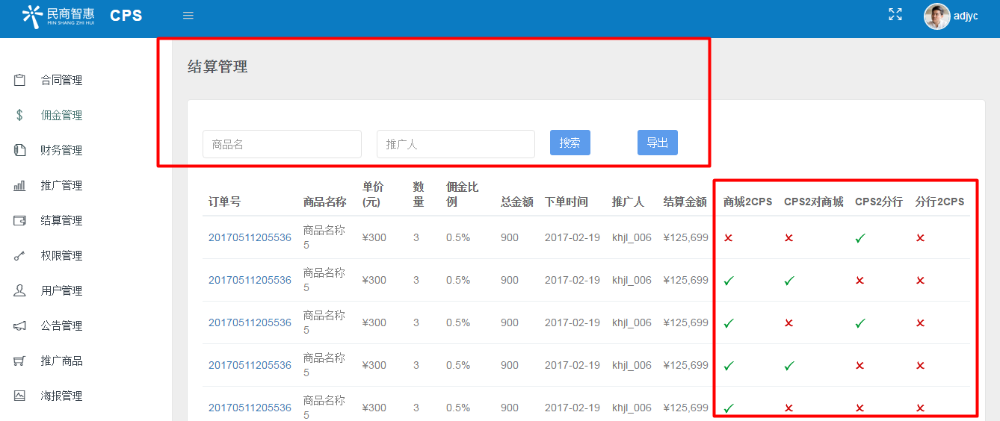 民商智惠
MIN SHANG ZHI HUI
CPS
adjyc
合同管理
佣金管理
财务管理
推广管理
结算管理
权限管理
用户管理
公告管理
推广商品
海报管理
结算管理
商品名 推广人 搜索 导出
订单号 商品名称 单价(元) 数量 佣金比例 总金额 下单时间 推广人 结算金额 商城2CPS CPS2对商城 CPS2分行 分行2CPS
20170511205536 商品名称5 ¥300 3 0.5% 900 2017-02-19 khjl_006 ¥125,699 ✗ ✗ ✓ ✗
20170511205536 商品名称5 ¥300 3 0.5% 900 2017-02-19 khjl_006 ¥125,699 ✓ ✓ ✗ ✗
20170511205536 商品名称5 ¥300 3 0.5% 900 2017-02-19 khjl_006 ¥125,699 ✓ ✗ ✓ ✗
20170511205536 商品名称5 ¥300 3 0.5% 900 2017-02-19 khjl_006 ¥125,699 ✓ ✓ ✗ ✗
20170511205536 商品名称5 ¥300 3 0.5% 900 2017-02-19 khjl_006 ¥125,699 ✓ ✗ ✗ ✗